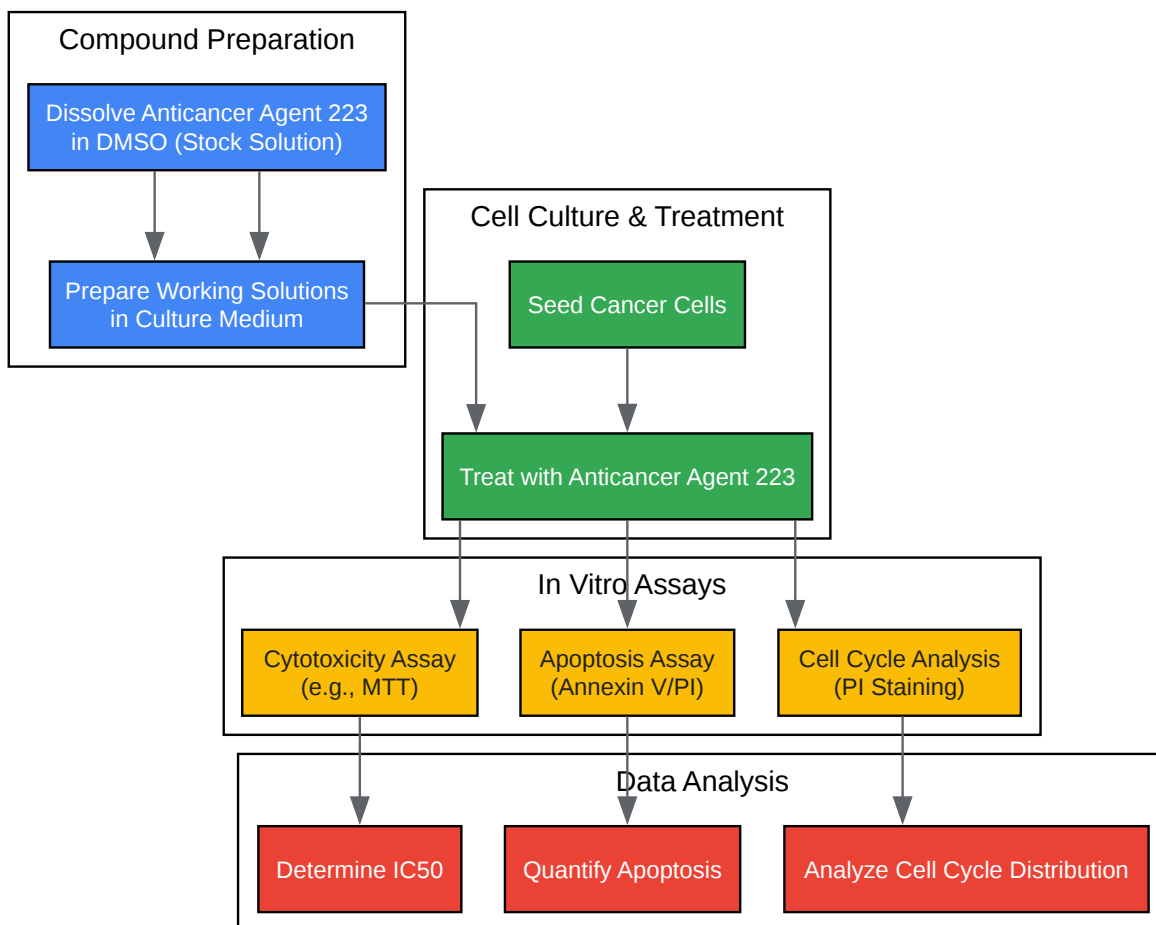 Compound Preparation
Dissolve Anticancer Agent 223
in DMSO (Stock Solution)
Prepare Working Solutions
in Culture Medium
Cell Culture & Treatment
Seed Cancer Cells
Treat with Anticancer Agent 223
In Vitro Assays
Cytotoxicity Assay
(e.g., MTT)
Apoptosis Assay
(Annexin V/PI)
Cell Cycle Analysis
(PI Staining)
Data Analysis
Determine IC50
Quantify Apoptosis
Analyze Cell Cycle Distribution